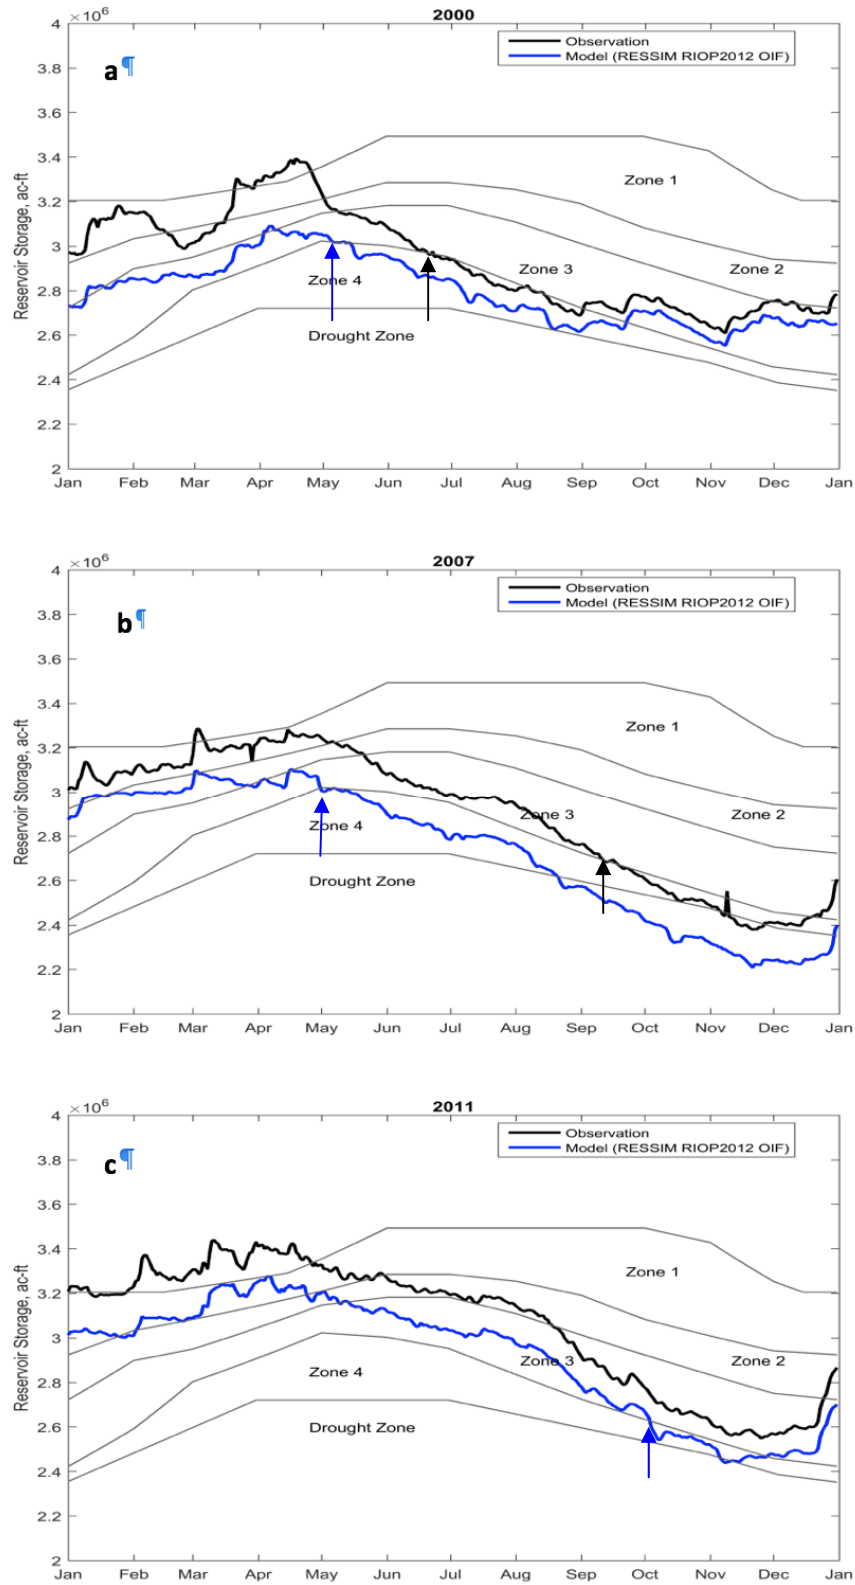 ×10⁶
2000
4
Observation
Model (RESSIM RIOP2012 OIF)
a¶
3.8
3.6
3.4
Zone 1
3.2
3
Zone 3
Zone 2
Zone 4
2.8
Drought Zone
2.6
2.4
2.2
2
Reservoir Storage, ac-ft
Jan Feb Mar Apr May Jun Jul Aug Sep Oct Nov Dec Jan
×10⁶
2007
4
Observation
Model (RESSIM RIOP2012 OIF)
b¶
3.8
3.6
3.4
Zone 1
3.2
3
Zone 3
Zone 2
Zone 4
2.8
Drought Zone
2.6
2.4
2.2
2
Reservoir Storage, ac-ft
Jan Feb Mar Apr May Jun Jul Aug Sep Oct Nov Dec Jan
×10⁶
2011
4
Observation
Model (RESSIM RIOP2012 OIF)
c¶
3.8
3.6
3.4
Zone 1
3.2
3
Zone 3
Zone 2
Zone 4
2.8
Drought Zone
2.6
2.4
2.2
2
Reservoir Storage, ac-ft
Jan Feb Mar Apr May Jun Jul Aug Sep Oct Nov Dec Jan